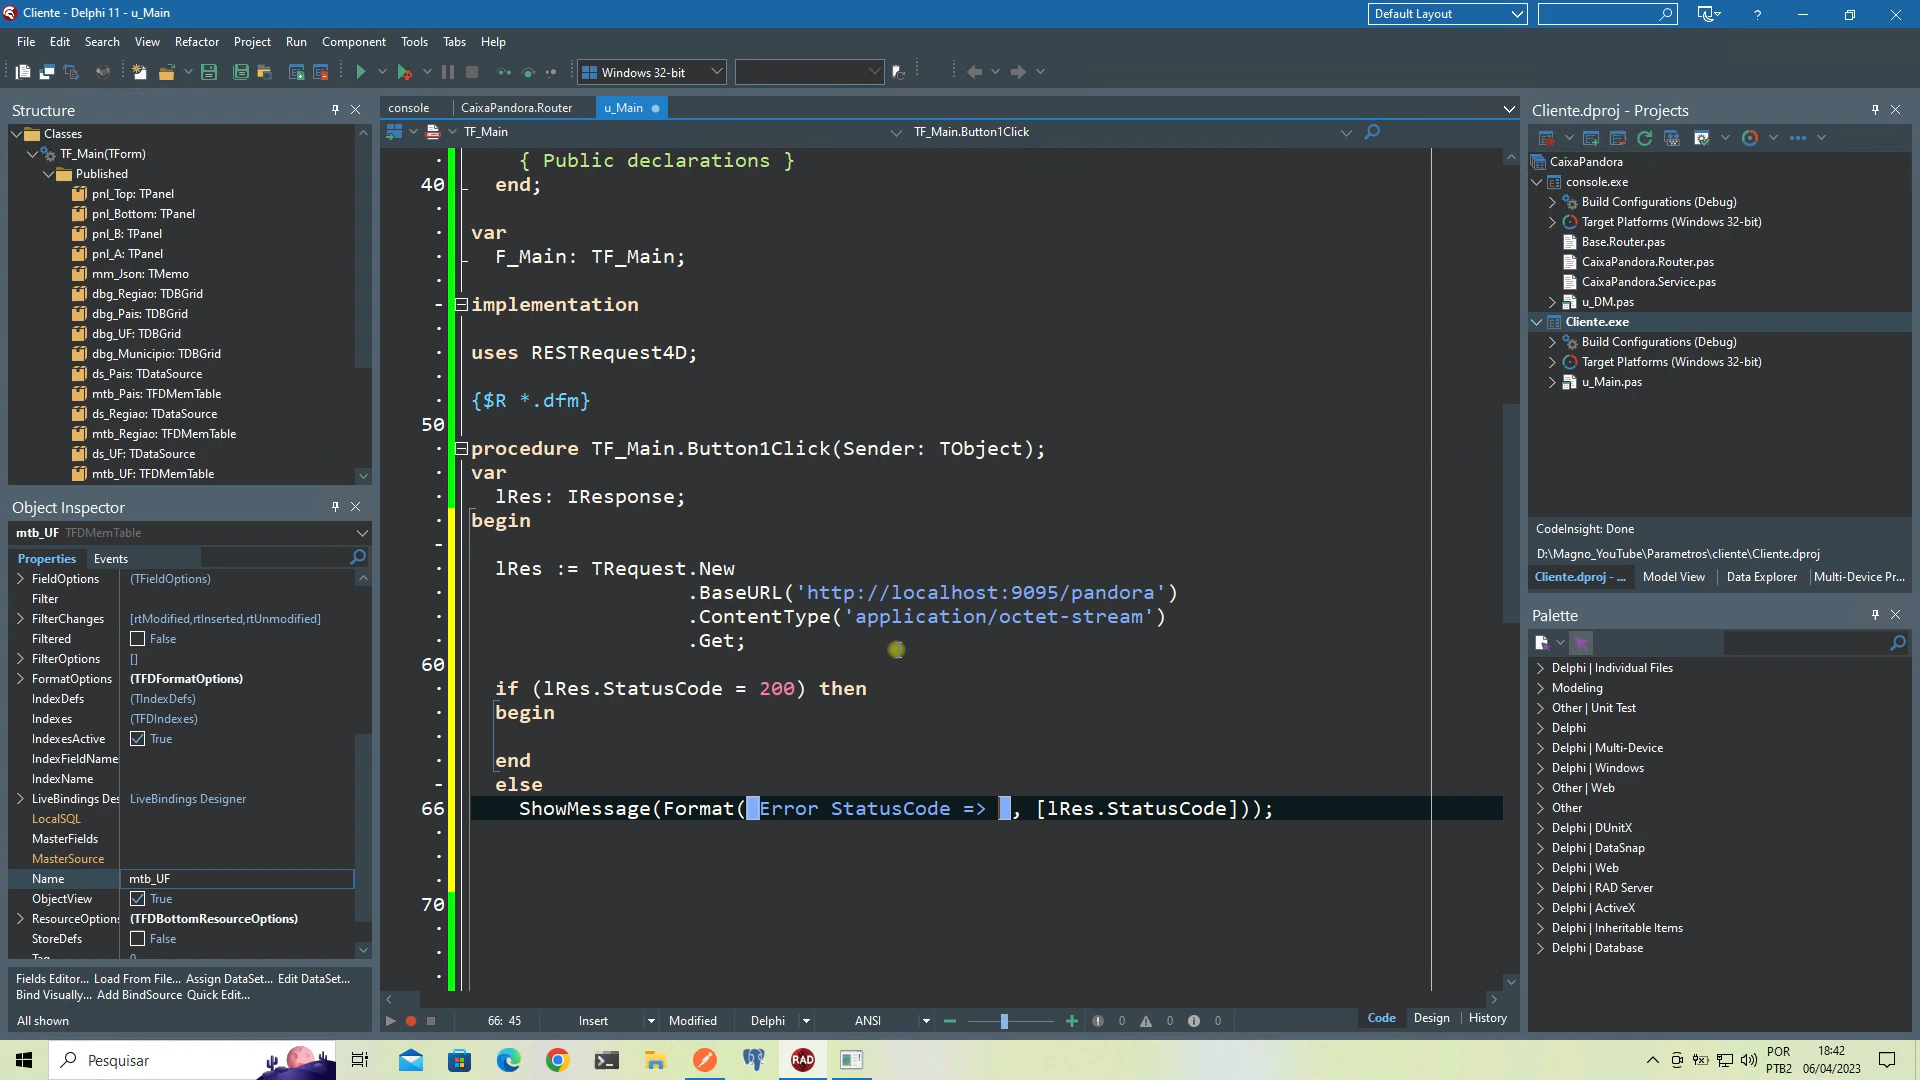 Cliente - Delphi 11 - u_Main
Default Layout
File Edit Search View Refactor Project Run Component Tools Tabs Help
Windows 32-bit
Structure
Classes
TF_Main(TForm)
Published
pnl_Top: TPanel
pnl_Bottom: TPanel
pnl_B: TPanel
pnl_A: TPanel
mm_Json: TMemo
dbg_Regiao: TDBGrid
dbg_Pais: TDBGrid
dbg_UF: TDBGrid
dbg_Municipio: TDBGrid
ds_Pais: TDataSource
mtb_Pais: TFDMemTable
ds_Regiao: TDataSource
mtb_Regiao: TFDMemTable
ds_UF: TDataSource
mtb_UF: TFDMemTable
Object Inspector
mtb_UF TFDMemTable
Properties Events
FieldOptions (TFieldOptions)
Filter
FilterChanges [rtModified,rtInserted,rtUnmodified]
Filtered False
FilterOptions []
FormatOptions (TFDFormatOptions)
IndexDefs (TIndexDefs)
Indexes (TFDIndexes)
IndexesActive True
IndexFieldName
IndexName
LiveBindings De LiveBindings Designer
LocalSQL
MasterFields
MasterSource
Name mtb_UF
ObjectView True
ResourceOptions (TFDBottomResourceOptions)
StoreDefs False
Tag 0
Fields Editor... Load From File... Assign DataSet... Edit DataSet...
Bind Visually... Add BindSource Quick Edit...
All shown
console CaixaPandora.Router u_Main
TF_Main TF_Main.Button1Click
{ Public declarations }
40 end;
var
F_Main: TF_Main;
implementation
uses RESTRequest4D;
{$R *.dfm}
50
procedure TF_Main.Button1Click(Sender: TObject);
var
lRes: IResponse;
begin
lRes := TRequest.New
.BaseURL('http://localhost:9095/pandora')
.ContentType('application/octet-stream')
.Get;
60
if (lRes.StatusCode = 200) then
begin
end
else
66 ShowMessage(Format('Error StatusCode => ', [lRes.StatusCode]));
70
66: 45 Insert Modified Delphi ANSI 0 0 0 Code Design History
Cliente.dproj - Projects
CaixaPandora
console.exe
Build Configurations (Debug)
Target Platforms (Windows 32-bit)
Base.Router.pas
CaixaPandora.Router.pas
CaixaPandora.Service.pas
u_DM.pas
Cliente.exe
Build Configurations (Debug)
Target Platforms (Windows 32-bit)
u_Main.pas
CodeInsight: Done
D:\Magno_YouTube\Parametros\cliente\Cliente.dproj
Cliente.dproj - ... Model View Data Explorer Multi-Device Pr...
Palette
Delphi | Individual Files
Modeling
Other | Unit Test
Delphi
Delphi | Multi-Device
Delphi | Windows
Other
Other | Web
Delphi | DUnitX
Delphi | DataSnap
Delphi | Web
Delphi | RAD Server
Delphi | ActiveX
Delphi | Inheritable Items
Delphi | Database
Pesquisar
RAD
POR
PTB2
18:42
06/04/2023